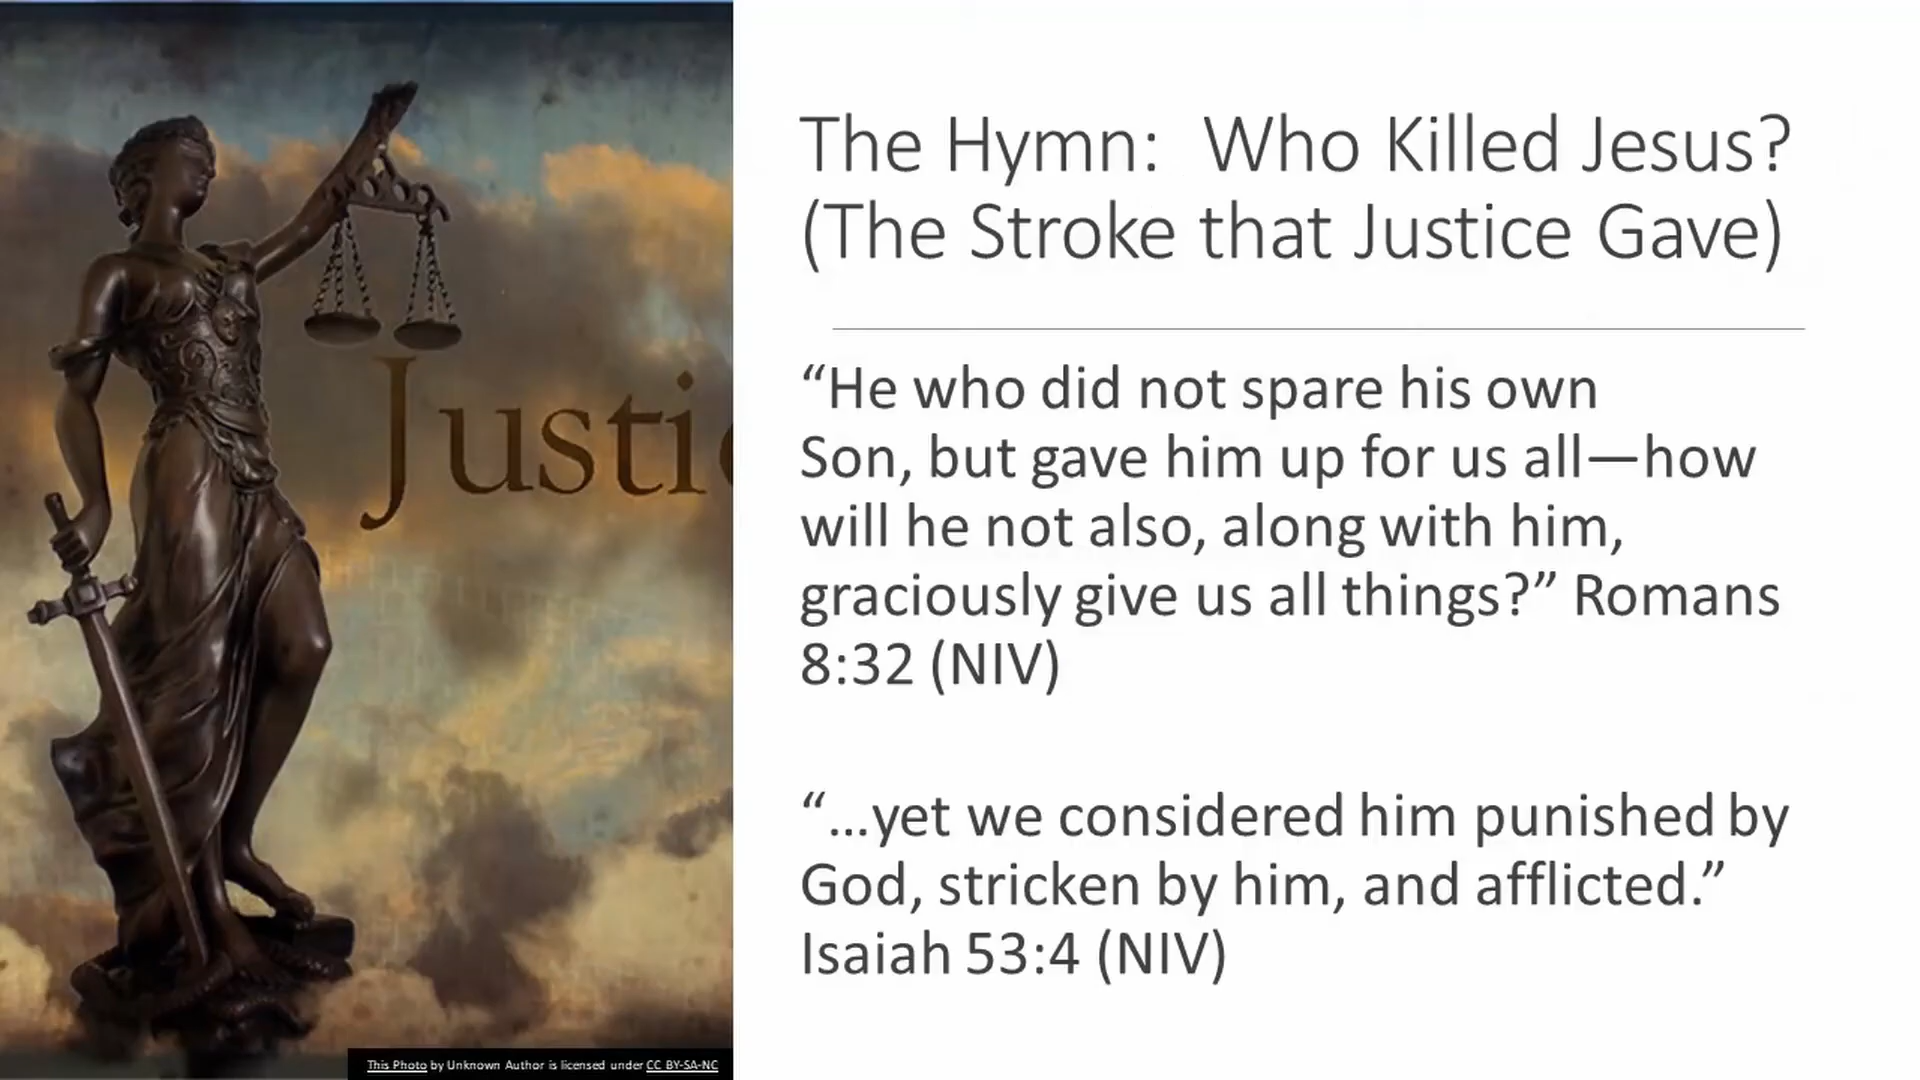 The Hymn:  Who Killed Jesus?
(The Stroke that Justice Gave)
“He who did not spare his own
Son, but gave him up for us all—how
will he not also, along with him,
graciously give us all things?” Romans
8:32 (NIV)
“…yet we considered him punished by
God, stricken by him, and afflicted.”
Isaiah 53:4 (NIV)
Justic
This Photo by Unknown Author is licensed under CC BY-SA-NC